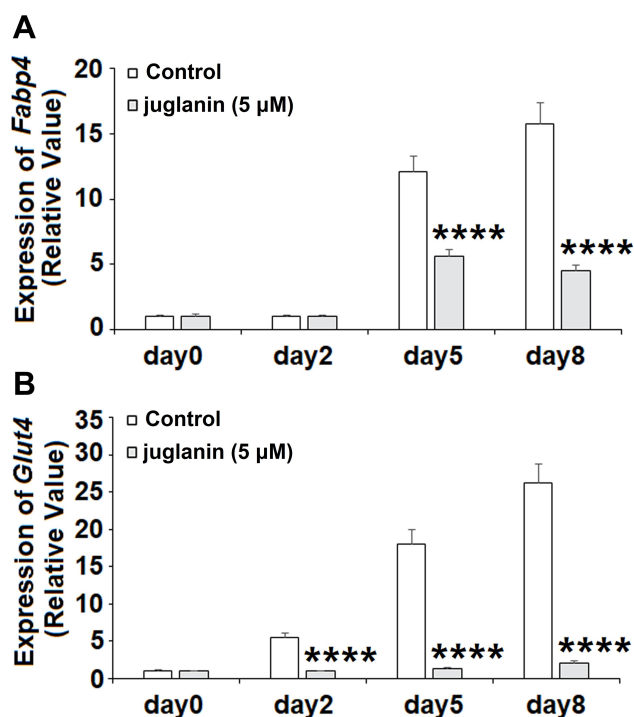 A
Expression of Fabp4
(Relative Value)
20
15
10
5
0
Control
juglanin (5 µM)
****
****
day0 day2 day5 day8
B
Expression of Glut4
(Relative Value)
35
30
25
20
15
10
5
0
Control
juglanin (5 µM)
****
****
****
day0 day2 day5 day8